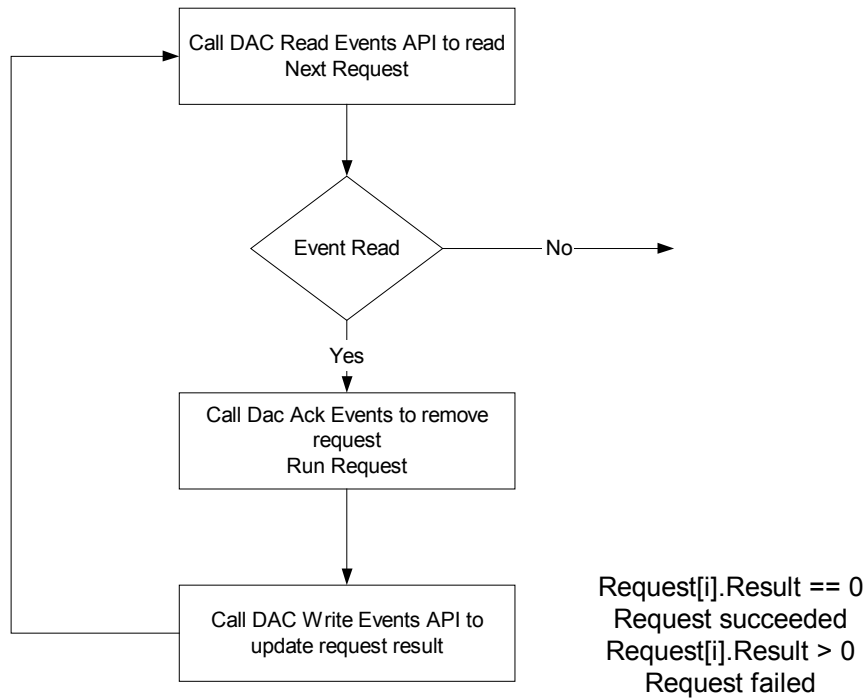 Call DAC Read Events API to read
Next Request
Event Read
No
Yes
Call Dac Ack Events to remove
request
Run Request
Call DAC Write Events API to
update request result
Request[i].Result == 0
Request succeeded
Request[i].Result > 0
Request failed